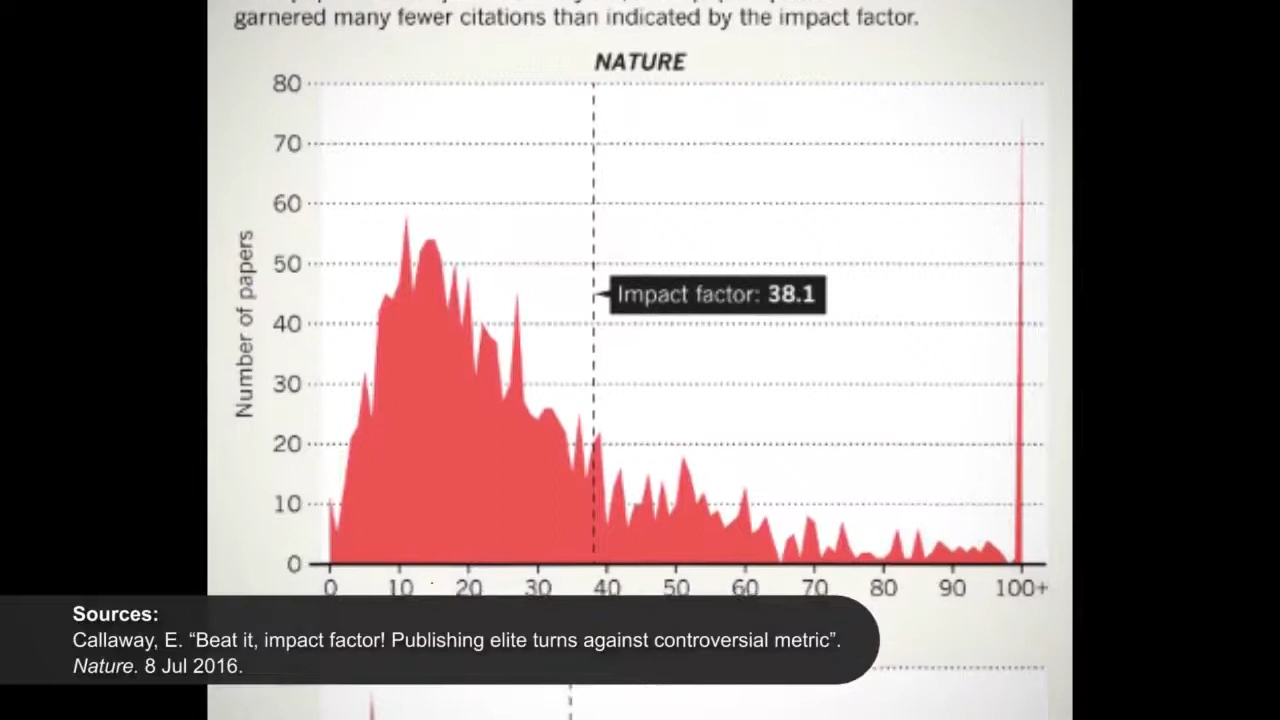 garnered many fewer citations than indicated by the impact factor.
NATURE
80
70
60
50
40
30
20
10
0
Number of papers
Impact factor: 38.1
0 10 20 30 40 50 60 70 80 90 100+
Sources:
Callaway, E. “Beat it, impact factor! Publishing elite turns against controversial metric”.
Nature. 8 Jul 2016.